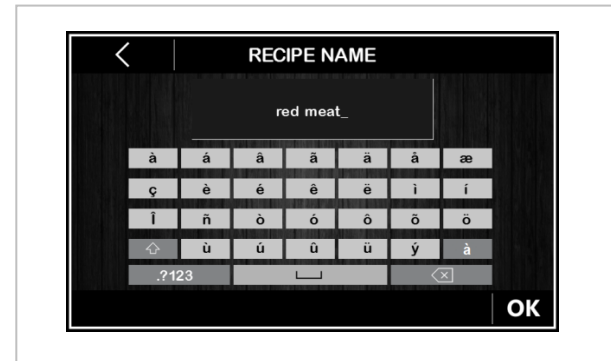 RECIPE NAME
red meat_
à á â ã ä å æ
ç è é ê ë ì í
Î ñ ò ó ô õ ö
ù ú û ü ý à
.?123
OK